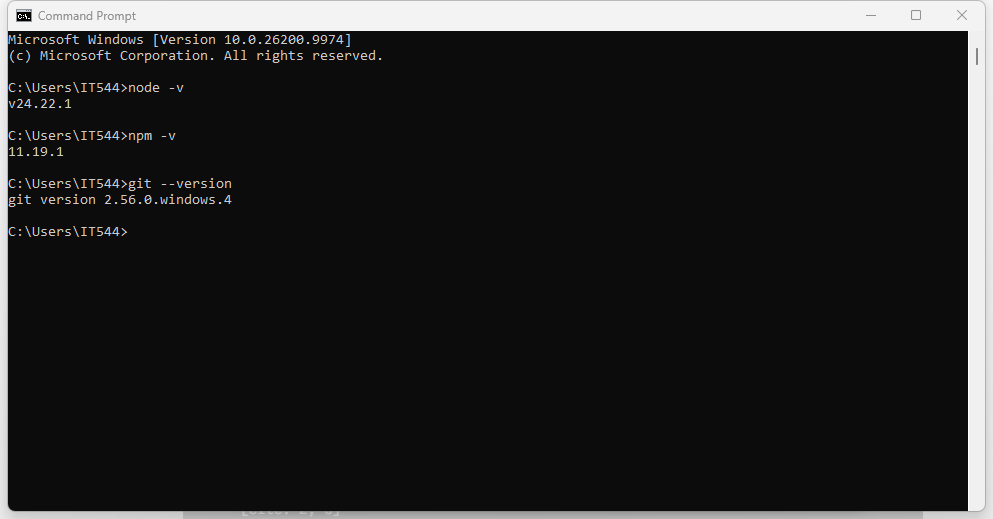 Command Prompt
Microsoft Windows [Version 10.0.26200.9974]
(c) Microsoft Corporation. All rights reserved.
C:\Users\IT544>node -v
v24.22.1
C:\Users\IT544>npm -v
11.19.1
C:\Users\IT544>git --version
git version 2.56.0.windows.4
C:\Users\IT544>